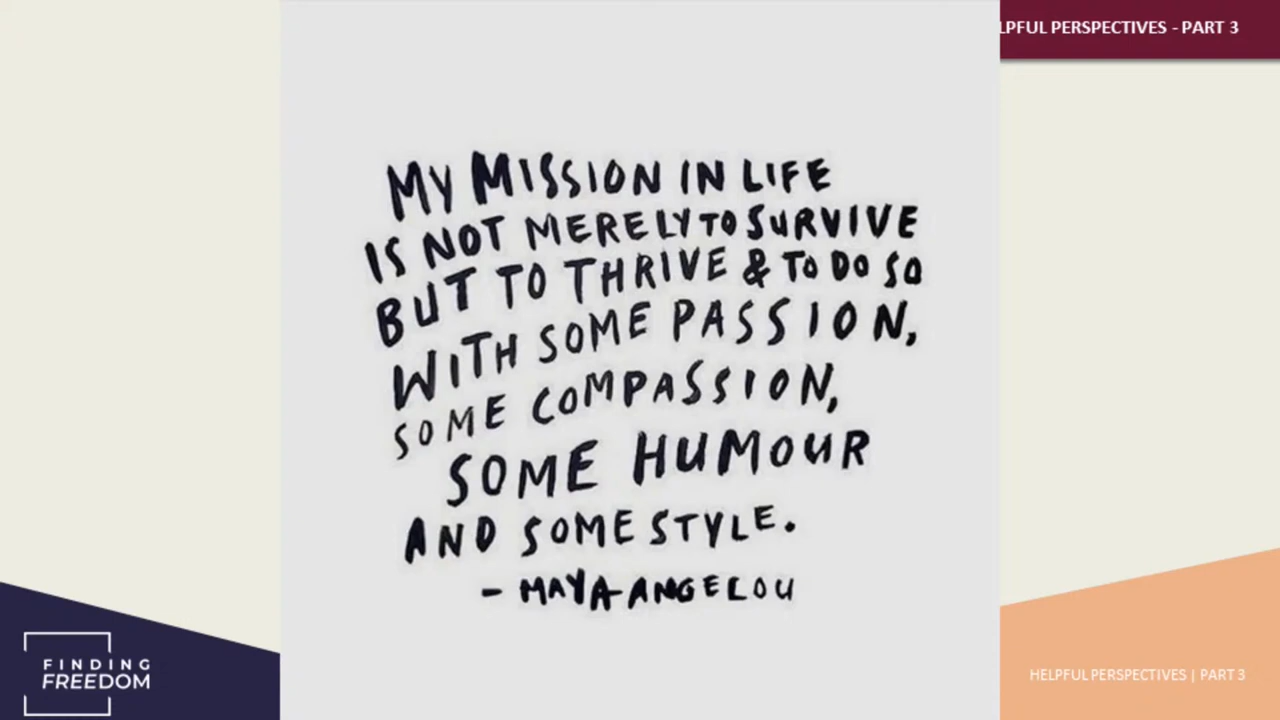 LPFUL PERSPECTIVES - PART 3
MY MISSION IN LIFE
IS NOT MERELY TO SURVIVE
BUT TO THRIVE & TO DO SO
WITH SOME PASSION,
SOME COMPASSION,
SOME HUMOUR
AND SOME STYLE.
- MAYA ANGELOU
FINDING
FREEDOM
HELPFUL PERSPECTIVES | PART 3